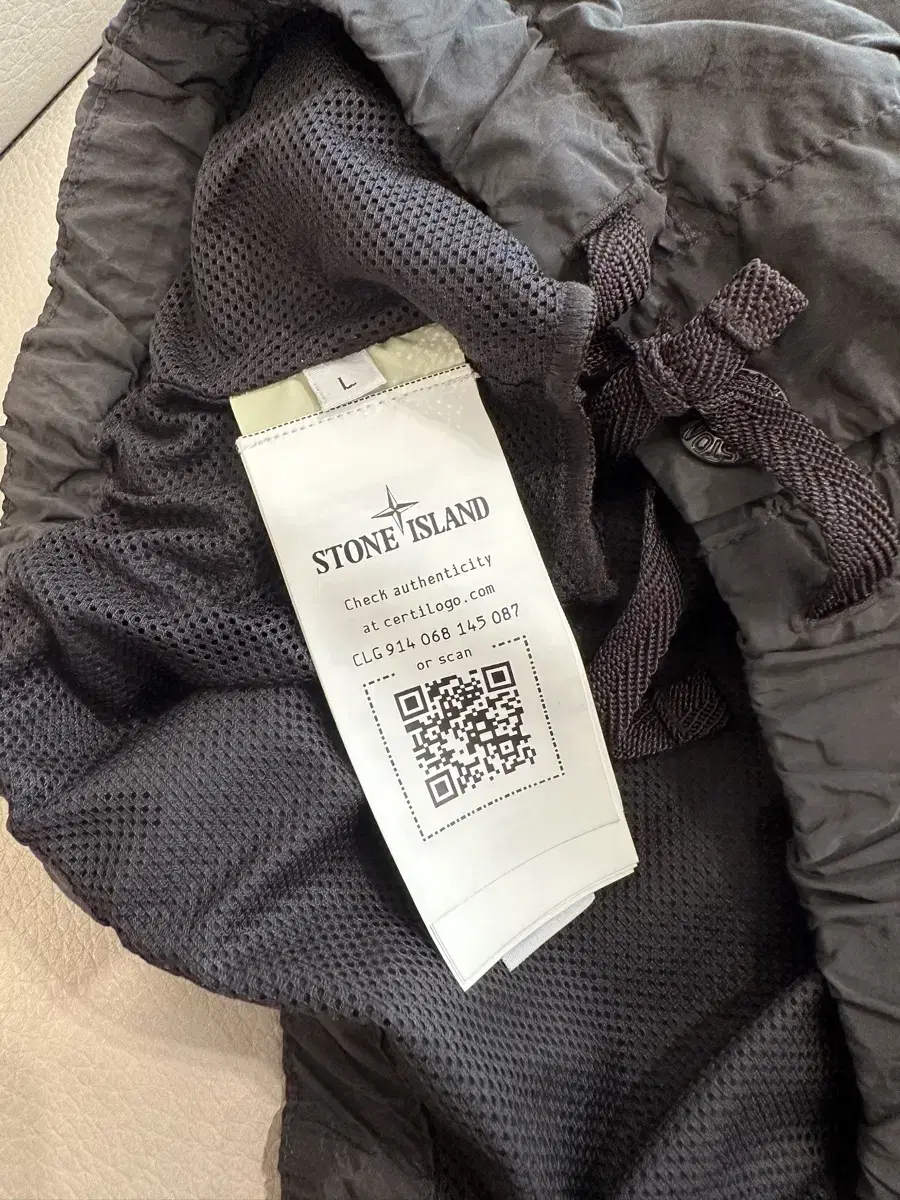 L
STONE ISLAND
Check authenticity
at certilogo.com
CLG 914 068 145 087
or scan